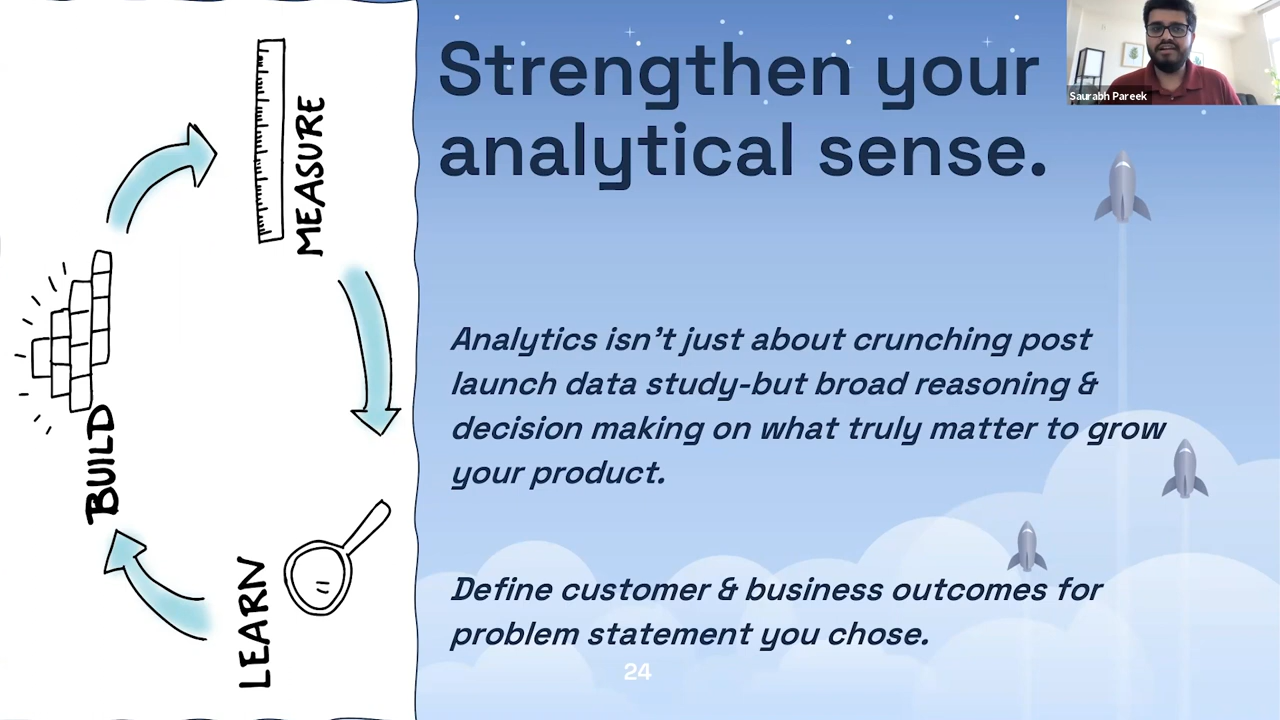 Strengthen your
analytical sense.
Saurabh Pareek
MEASURE
BUILD
LEARN
Analytics isn't just about crunching post
launch data study-but broad reasoning &
decision making on what truly matter to grow
your product.
Define customer & business outcomes for
problem statement you chose.
24